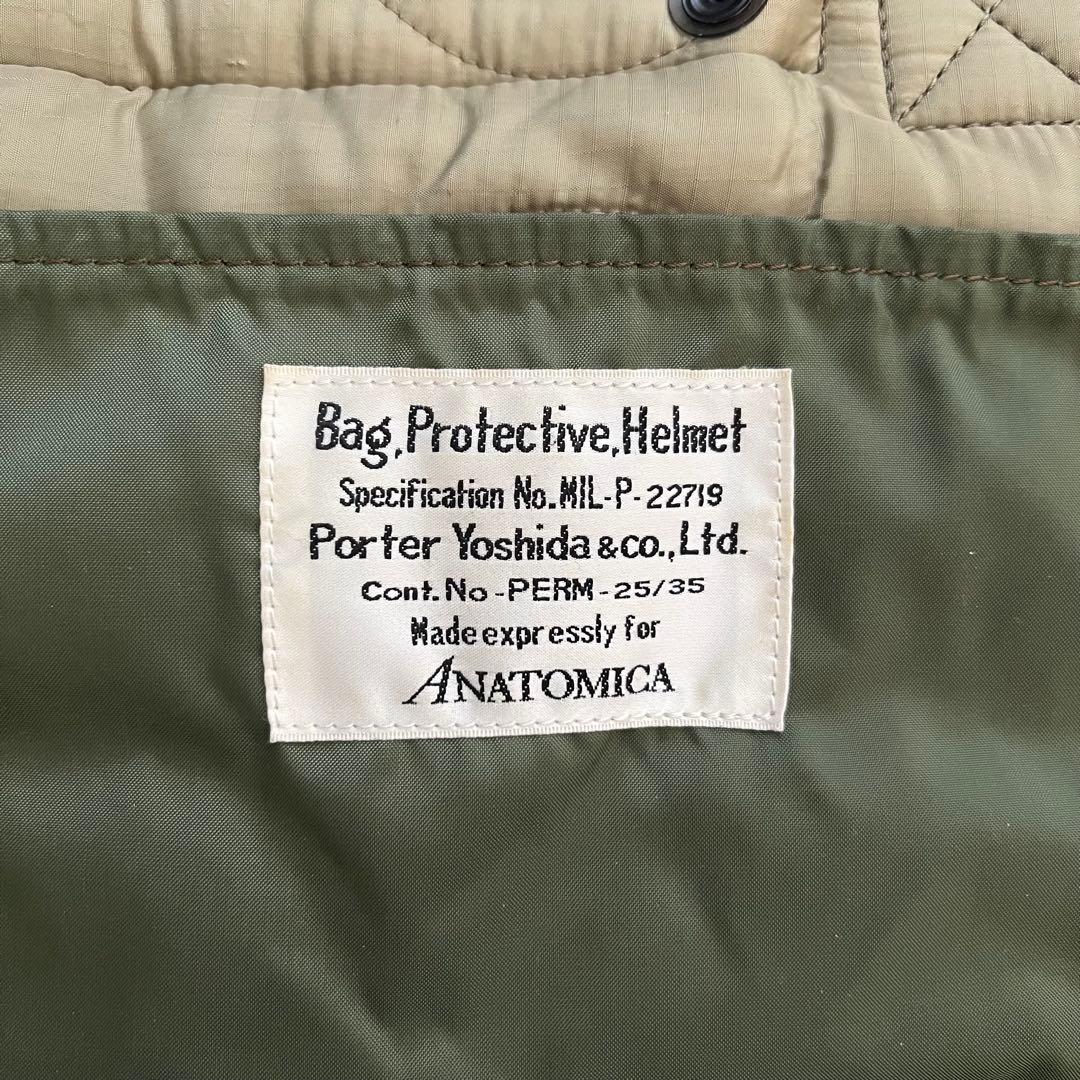 Bag, Protective, Helmet
Specification No. MIL-P-22719
Porter Yoshida & co., Ltd.
Cont. No-PERM-25/35
Made expressly for
ANATOMICA